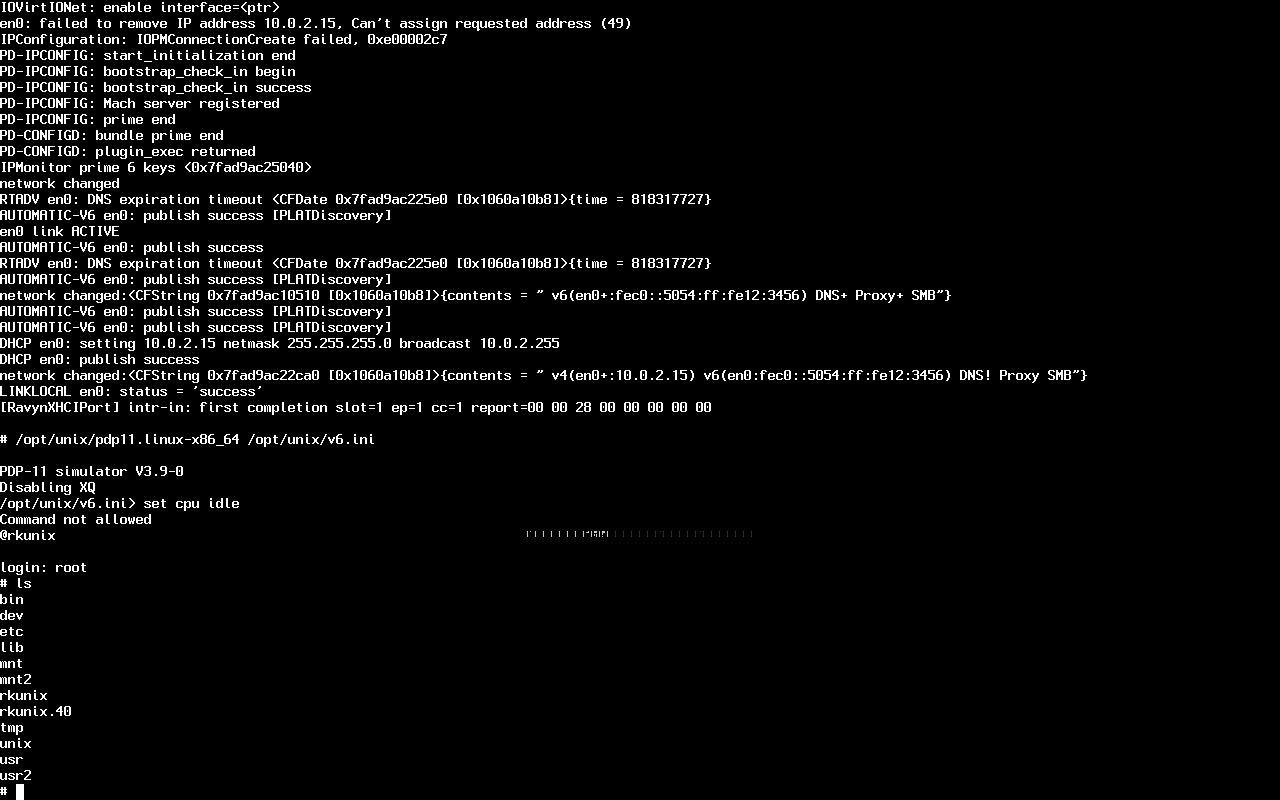 IOVirtIONet: enable interface=<ptr>
en0: failed to remove IP address 10.0.2.15, Can't assign requested address (49)
IPConfiguration: IOPMConnectionCreate failed, 0xe00002c7
PD-IPCONFIG: start_initialization end
PD-IPCONFIG: bootstrap_check_in begin
PD-IPCONFIG: bootstrap_check_in success
PD-IPCONFIG: Mach server registered
PD-IPCONFIG: prime end
PD-CONFIGD: bundle prime end
PD-CONFIGD: plugin_exec returned
IPMonitor prime 6 keys <0x7fad9ac25040>
network changed
RTADV en0: DNS expiration timeout <CFDate 0x7fad9ac225e0 [0x1060a10b8]>{time = 818317727}
AUTOMATIC-V6 en0: publish success [PLATDiscovery]
en0 link ACTIVE
AUTOMATIC-V6 en0: publish success
RTADV en0: DNS expiration timeout <CFDate 0x7fad9ac225e0 [0x1060a10b8]>{time = 818317727}
AUTOMATIC-V6 en0: publish success [PLATDiscovery]
network changed:<CFString 0x7fad9ac10510 [0x1060a10b8]>{contents = " v6(en0+:fec0::5054:ff:fe12:3456) DNS+ Proxy+ SMB"}
AUTOMATIC-V6 en0: publish success [PLATDiscovery]
AUTOMATIC-V6 en0: publish success [PLATDiscovery]
DHCP en0: setting 10.0.2.15 netmask 255.255.255.0 broadcast 10.0.2.255
DHCP en0: publish success
network changed:<CFString 0x7fad9ac22ca0 [0x1060a10b8]>{contents = " v4(en0+:10.0.2.15) v6(en0:fec0::5054:ff:fe12:3456) DNS! Proxy SMB"}
LINKLOCAL en0: status = 'success'
[RavynXHCIPort] intr-in: first completion slot=1 ep=1 cc=1 report=00 00 28 00 00 00 00 00

# /opt/unix/pdp11.linux-x86_64 /opt/unix/v6.ini

PDP-11 simulator V3.9-0
Disabling XQ
/opt/unix/v6.ini> set cpu idle
Command not allowed
@rkunix

login: root
# ls
bin
dev
etc
lib
mnt
mnt2
rkunix
rkunix.40
tmp
unix
usr
usr2
#